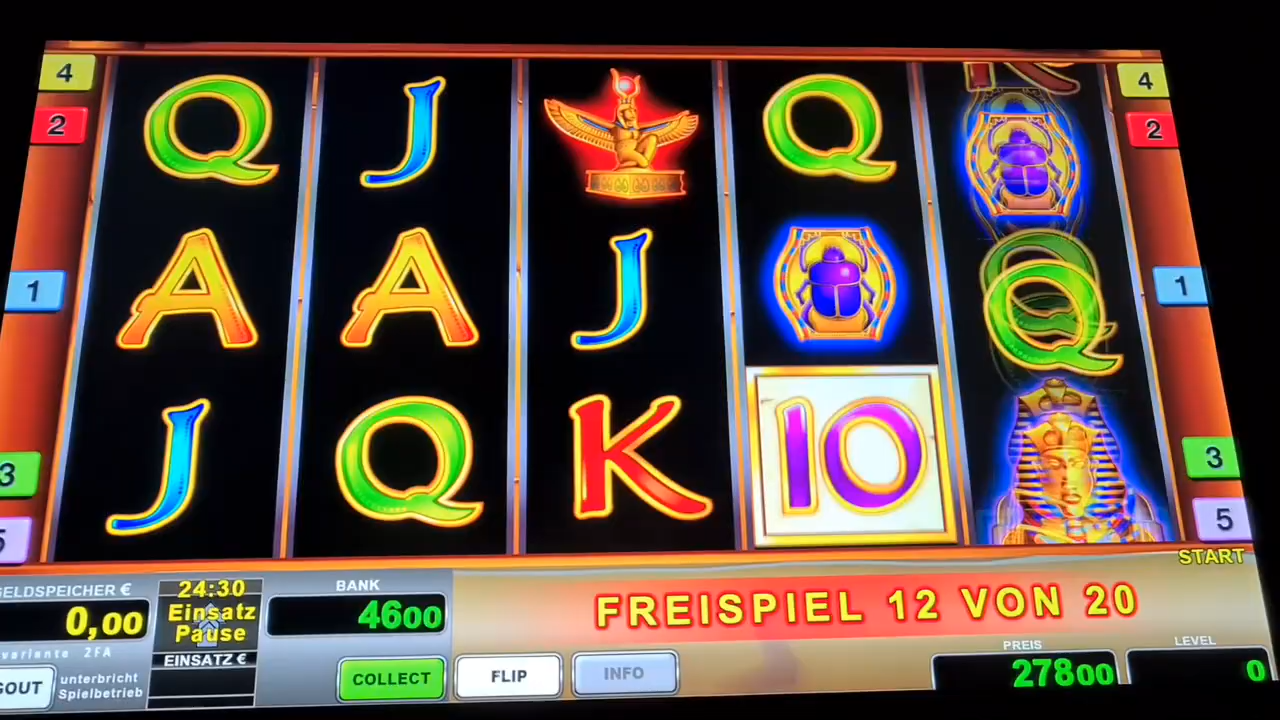 4
2
1
3
5
Q J Q
A A J Q
J Q K 10
4
2
1
3
5
START
GELDSPEICHER €
0,00
variante 2FA
GOUT
unterbricht
Spielbetrieb
24:30
Einsatz
Pause
EINSATZ €
BANK
4600
COLLECT
FLIP
INFO
FREISPIEL 12 VON 20
PREIS
27800
LEVEL
0